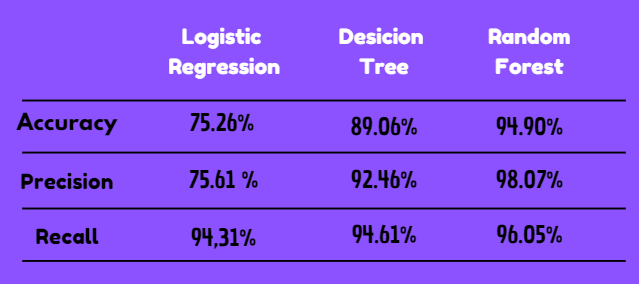 Logistic Regression Desicion Tree Random Forest
Accuracy 75.26% 89.06% 94.90%
Precision 75.61 % 92.46% 98.07%
Recall 94,31% 94.61% 96.05%